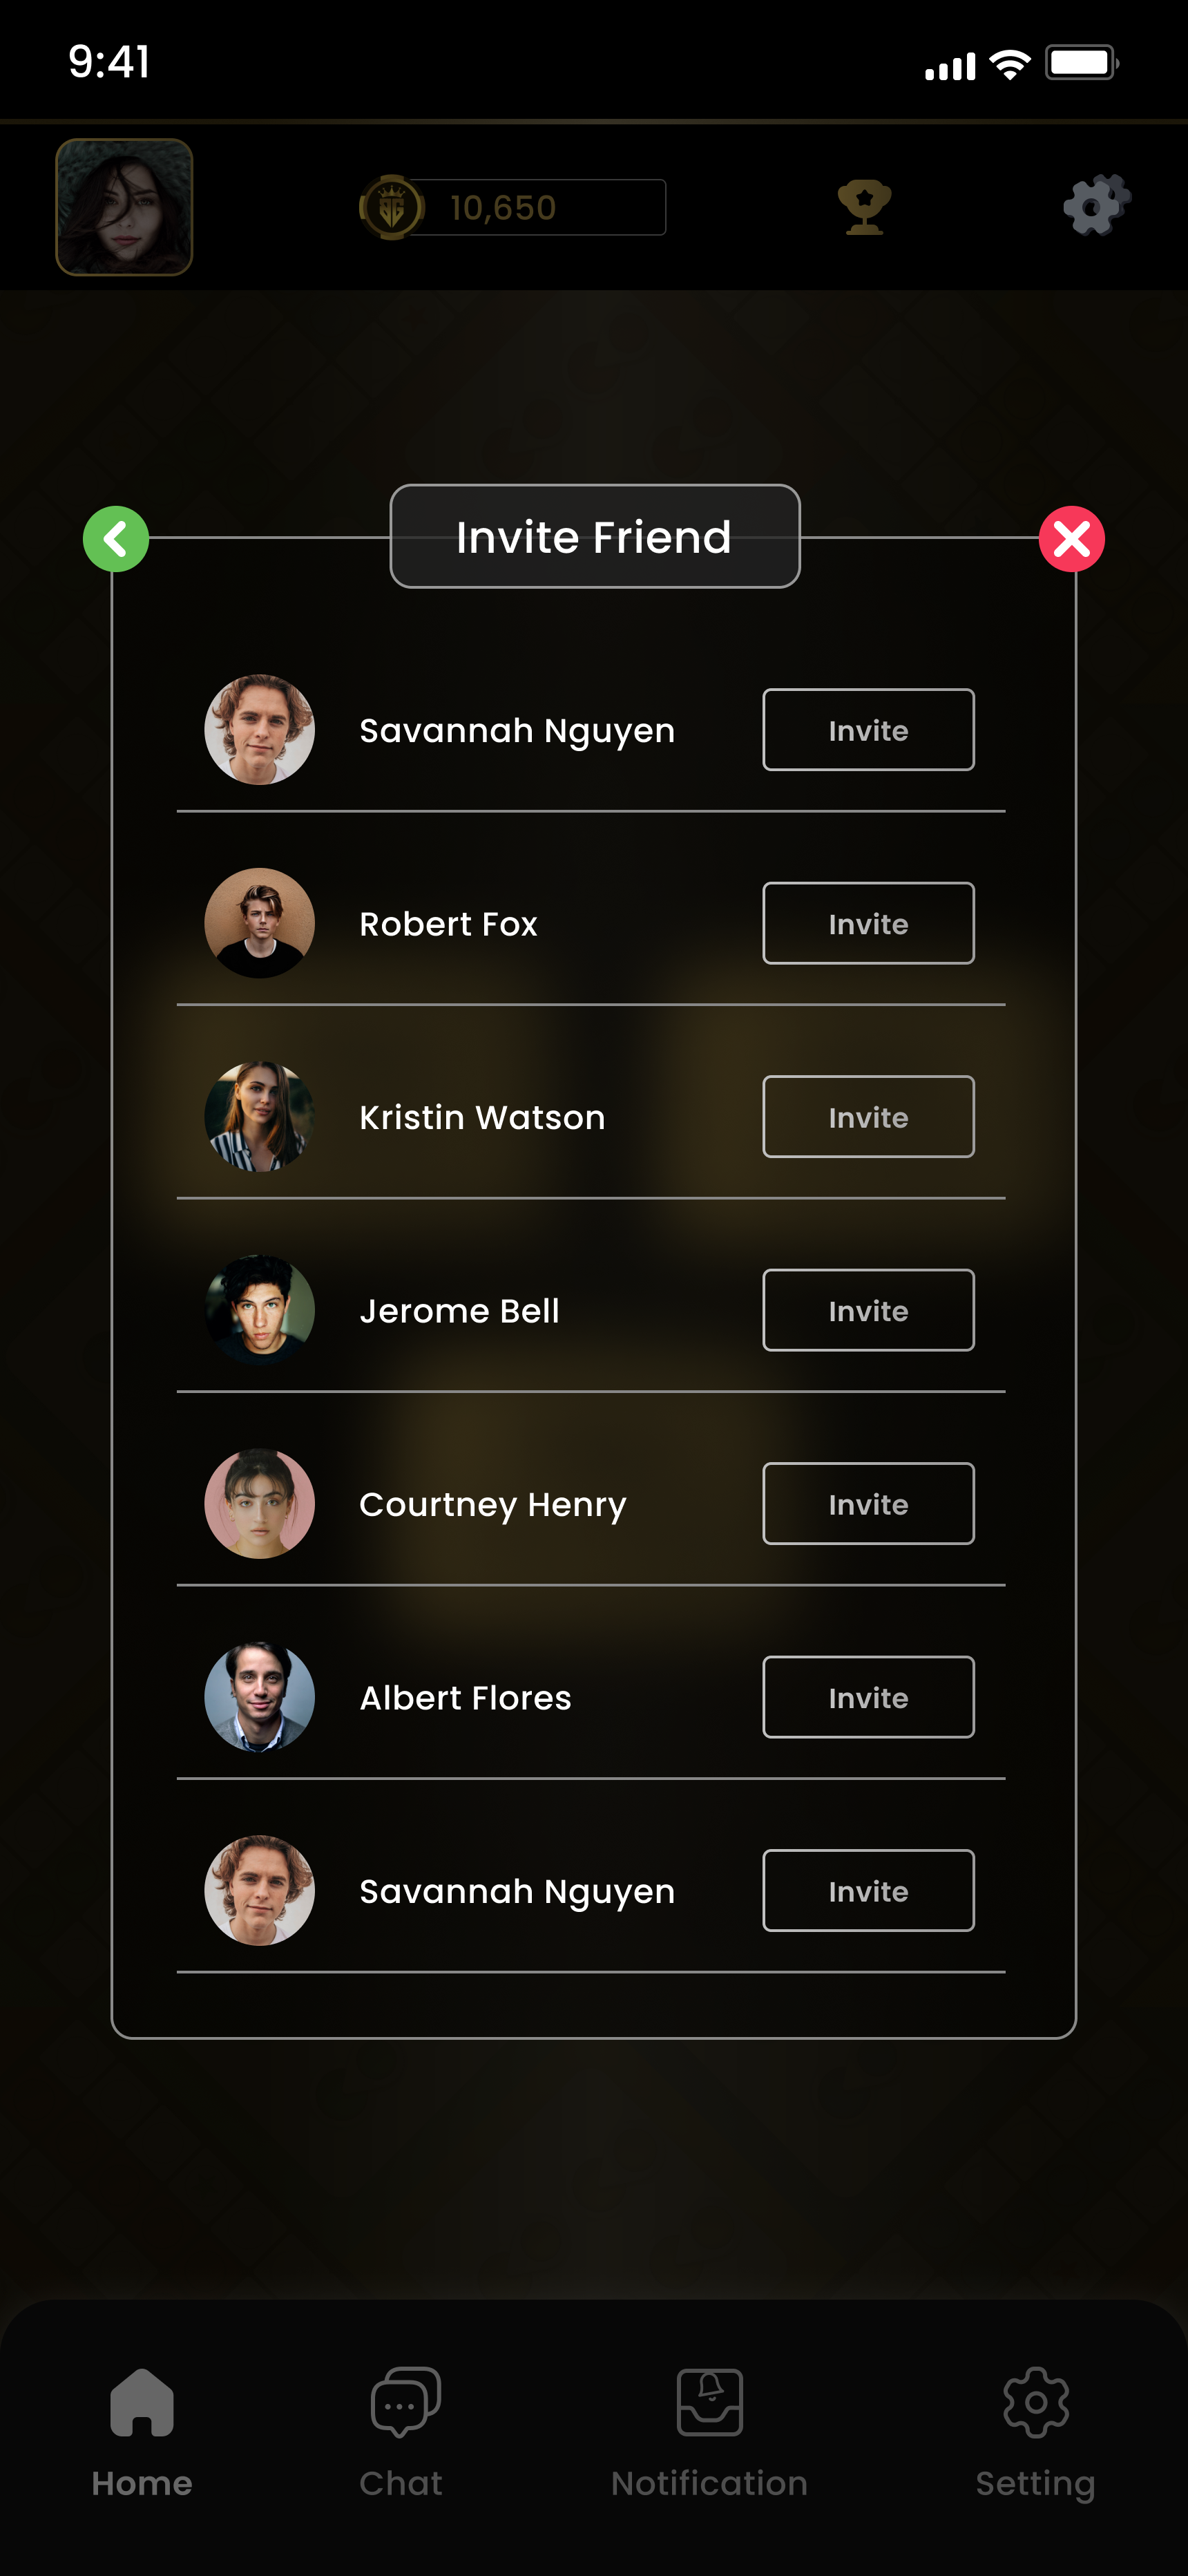 9:41
10,650
Invite Friend
Savannah Nguyen Invite
Robert Fox Invite
Kristin Watson Invite
Jerome Bell Invite
Courtney Henry Invite
Albert Flores Invite
Savannah Nguyen Invite
Home Chat Notification Setting